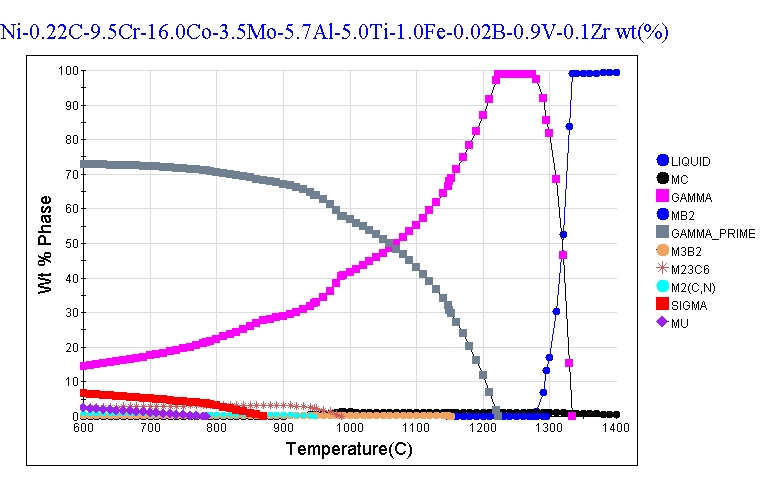 Ni-0.22C-9.5Cr-16.0Co-3.5Mo-5.7Al-5.0Ti-1.0Fe-0.02B-0.9V-0.1Zr wt(%)
100
90
80
70
60
50
40
30
20
10
0
Wt % Phase
600 700 800 900 1000 1100 1200 1300 1400
Temperature(C)
LIQUID
MC
GAMMA
MB2
GAMMA_PRIME
M3B2
M23C6
M2(C,N)
SIGMA
MU